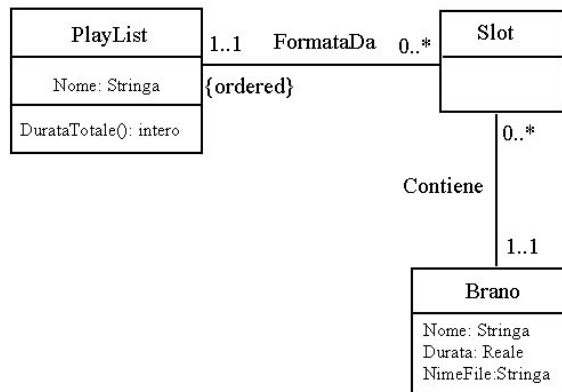 PlayList
Nome: Stringa
DurataTotale(): intero
1..1
FormataDa
0..*
{ordered}
Slot
0..*
Contiene
1..1
Brano
Nome: Stringa
Durata: Reale
NimeFile:Stringa